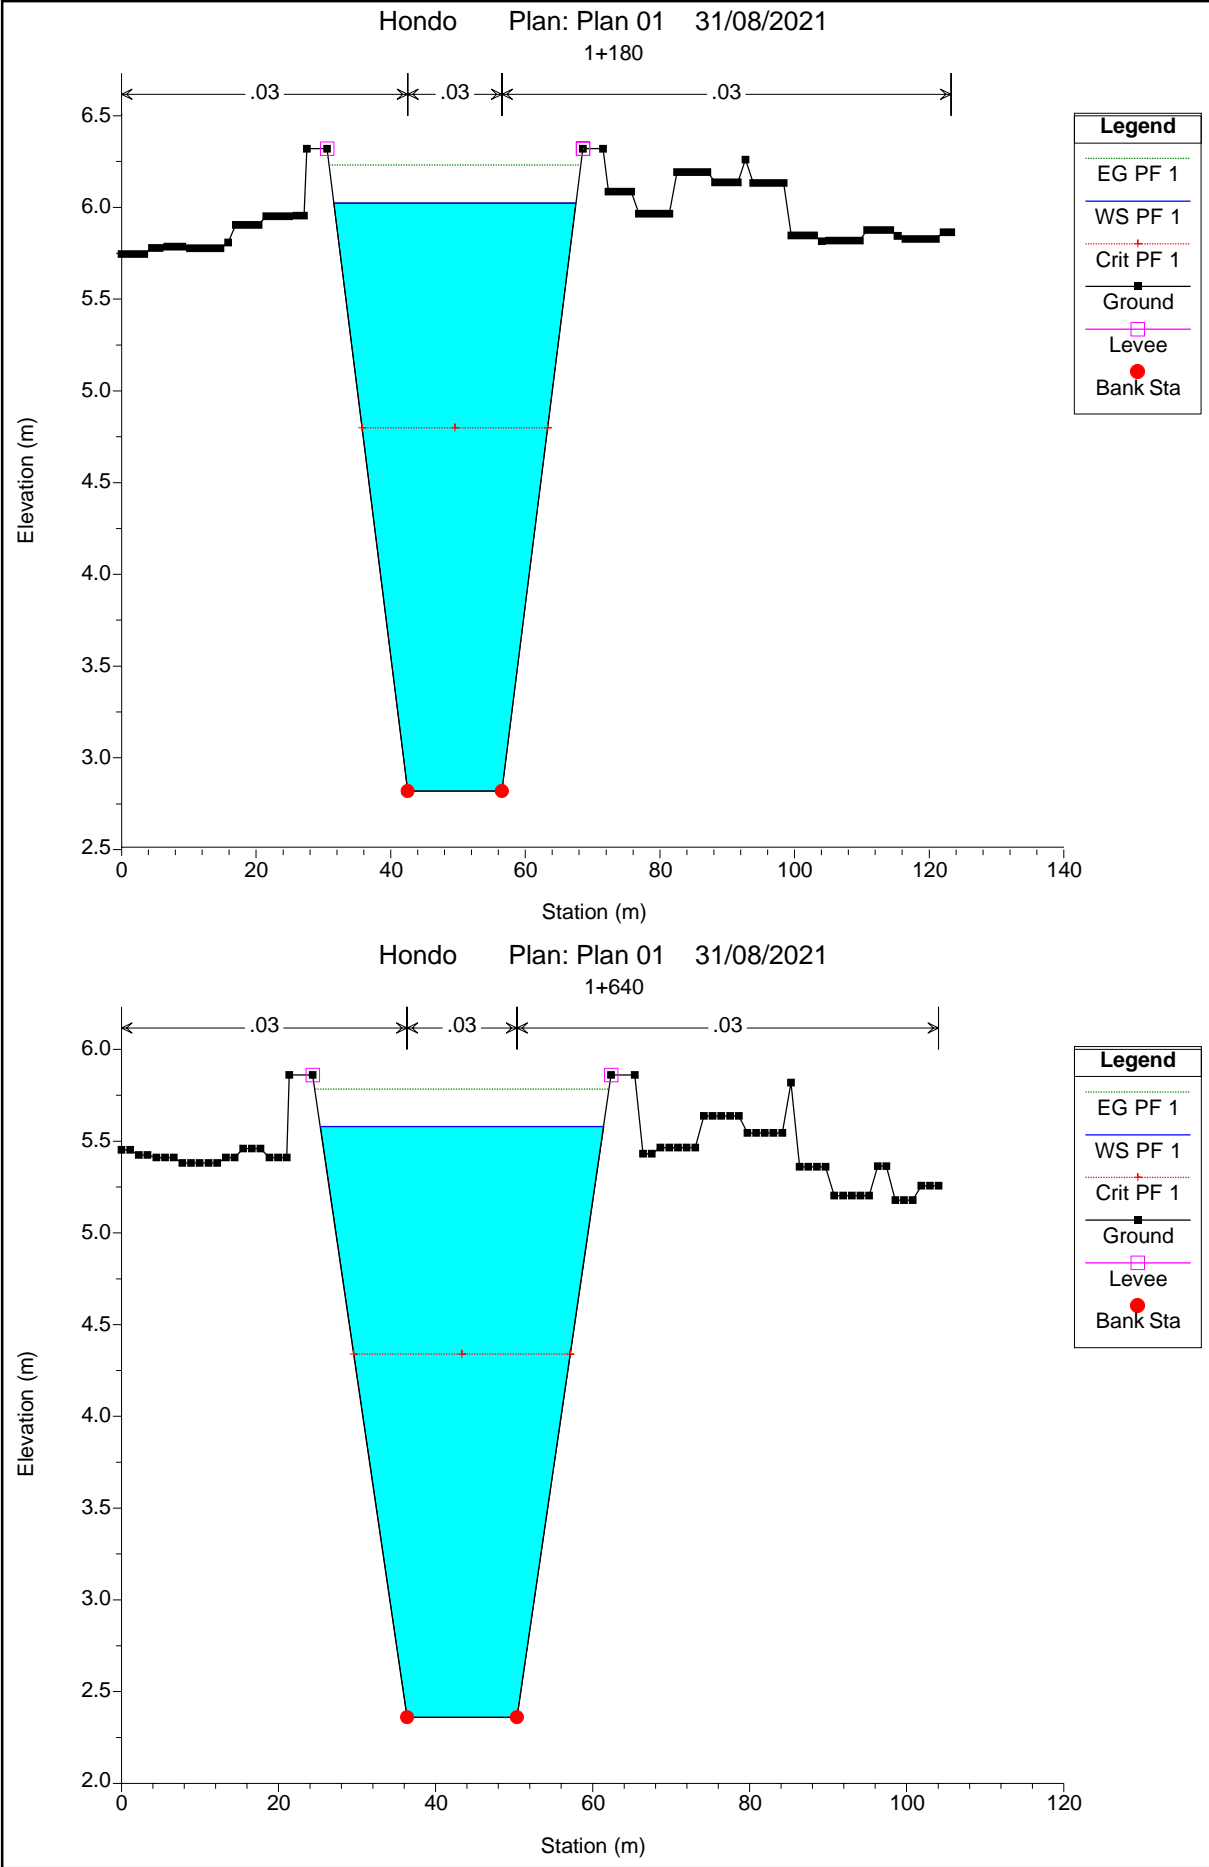 Hondo Plan: Plan 01 31/08/2021
1+180
.03 .03 .03
6.5
6.0
5.5
5.0
4.5
4.0
3.5
3.0
2.5
Elevation (m)
0 20 40 60 80 100 120 140
Station (m)
Legend
EG PF 1
WS PF 1
Crit PF 1
Ground
Levee
Bank Sta
Hondo Plan: Plan 01 31/08/2021
1+640
.03 .03 .03
6.0
5.5
5.0
4.5
4.0
3.5
3.0
2.5
2.0
Elevation (m)
0 20 40 60 80 100 120
Station (m)
Legend
EG PF 1
WS PF 1
Crit PF 1
Ground
Levee
Bank Sta